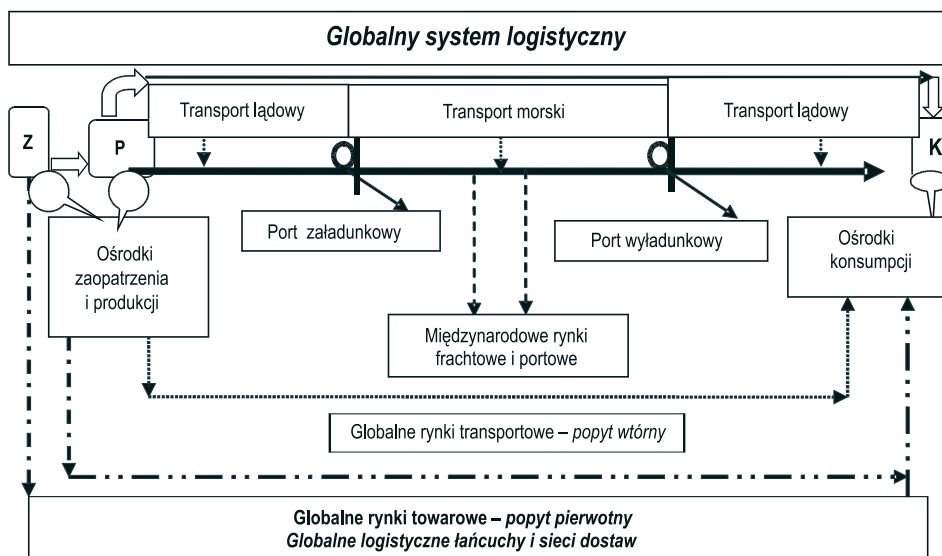 Globalny system logistyczny
Transport lądowy
Transport morski
Transport lądowy
Z
P
K
Port załadunkowy
Port wyładunkowy
Ośrodki
zaopatrzenia
i produkcji
Ośrodki
konsumpcji
Międzynarodowe rynki
frachtowe i portowe
Globalne rynki transportowe – popyt wtórny
Globalne rynki towarowe – popyt pierwotny
Globalne logistyczne łańcuchy i sieci dostaw